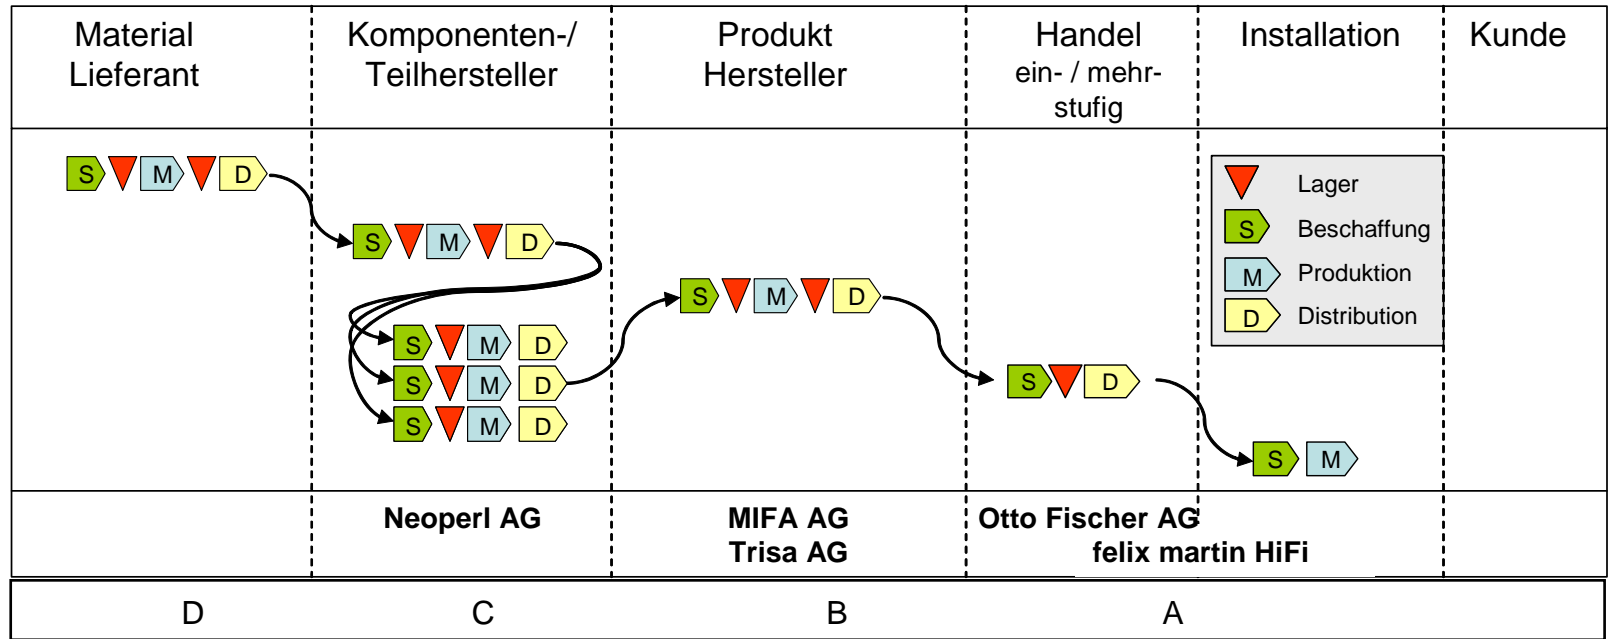 Material
Lieferant
Komponenten-/
Teilhersteller
Produkt
Hersteller
Handel
ein- / mehr-
stufig
Installation
Kunde
S M D
S M D
S M D
S M D
S M D
S M D
S D
S M
Lager
S Beschaffung
M Produktion
D Distribution
Neoperl AG
MIFA AG
Trisa AG
Otto Fischer AG
felix martin HiFi
D C B A